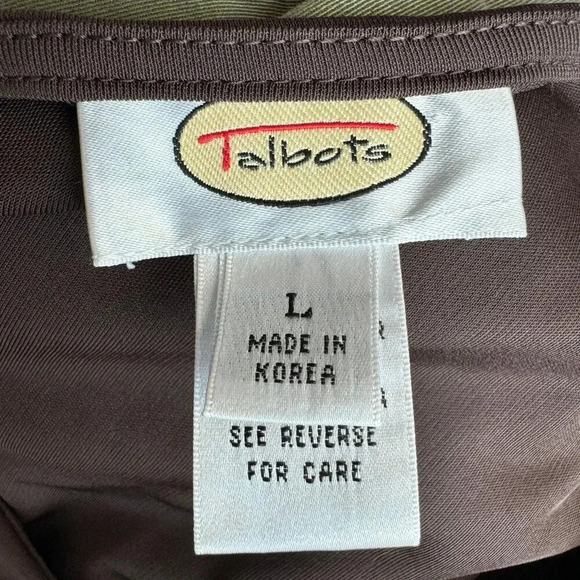 Talbots
L
MADE IN
KOREA
SEE REVERSE
FOR CARE